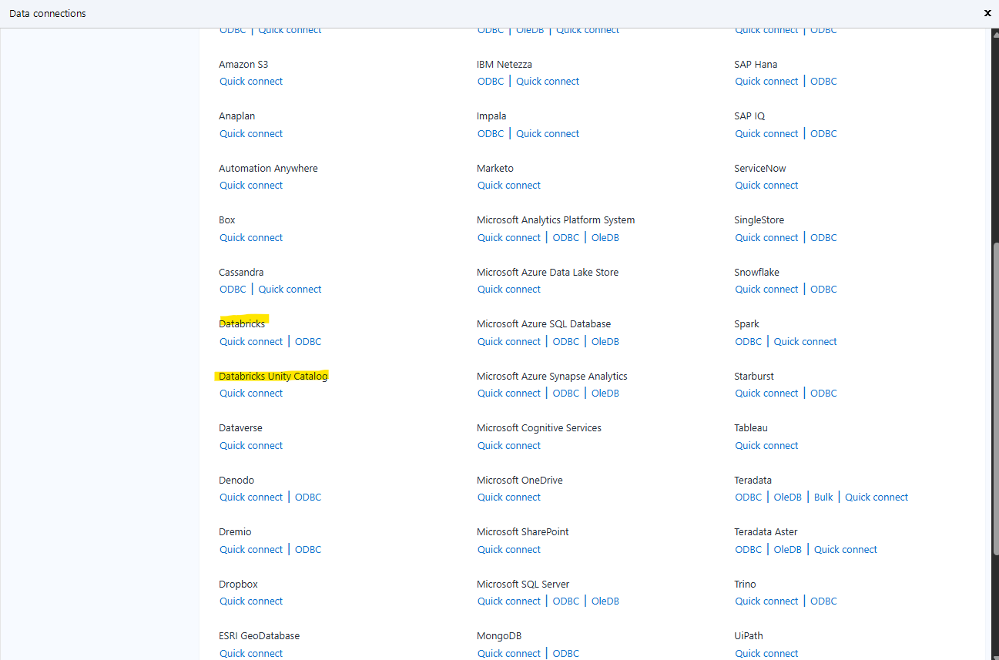 Data connections
x
ODBC | Quick connect
ODBC | OleDB | Quick connect
Quick connect | ODBC
Amazon S3
IBM Netezza
SAP Hana
Quick connect
ODBC | Quick connect
Quick connect | ODBC
Anaplan
Impala
SAP IQ
Quick connect
ODBC | Quick connect
Quick connect | ODBC
Automation Anywhere
Marketo
ServiceNow
Quick connect
Quick connect
Quick connect
Box
Microsoft Analytics Platform System
SingleStore
Quick connect
Quick connect | ODBC | OleDB
Quick connect | ODBC
Cassandra
Microsoft Azure Data Lake Store
Snowflake
ODBC | Quick connect
Quick connect
Quick connect | ODBC
Databricks
Microsoft Azure SQL Database
Spark
Quick connect | ODBC
Quick connect | ODBC | OleDB
ODBC | Quick connect
Databricks Unity Catalog
Microsoft Azure Synapse Analytics
Starburst
Quick connect
Quick connect | ODBC | OleDB
Quick connect | ODBC
Dataverse
Microsoft Cognitive Services
Tableau
Quick connect
Quick connect
Quick connect
Denodo
Microsoft OneDrive
Teradata
Quick connect | ODBC
Quick connect
ODBC | OleDB | Bulk | Quick connect
Dremio
Microsoft SharePoint
Teradata Aster
Quick connect | ODBC
Quick connect
ODBC | OleDB | Quick connect
Dropbox
Microsoft SQL Server
Trino
Quick connect
Quick connect | ODBC | OleDB
Quick connect | ODBC
ESRI GeoDatabase
MongoDB
UiPath
Quick connect
Quick connect | ODBC
Quick connect